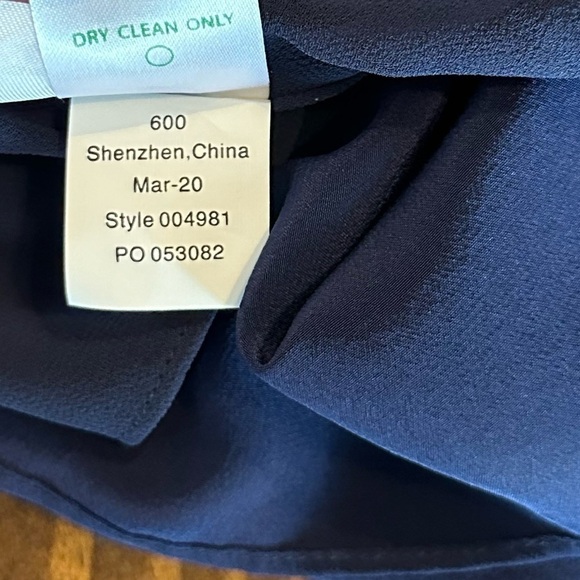 DRY CLEAN ONLY
600
Shenzhen,China
Mar-20
Style 004981
PO 053082